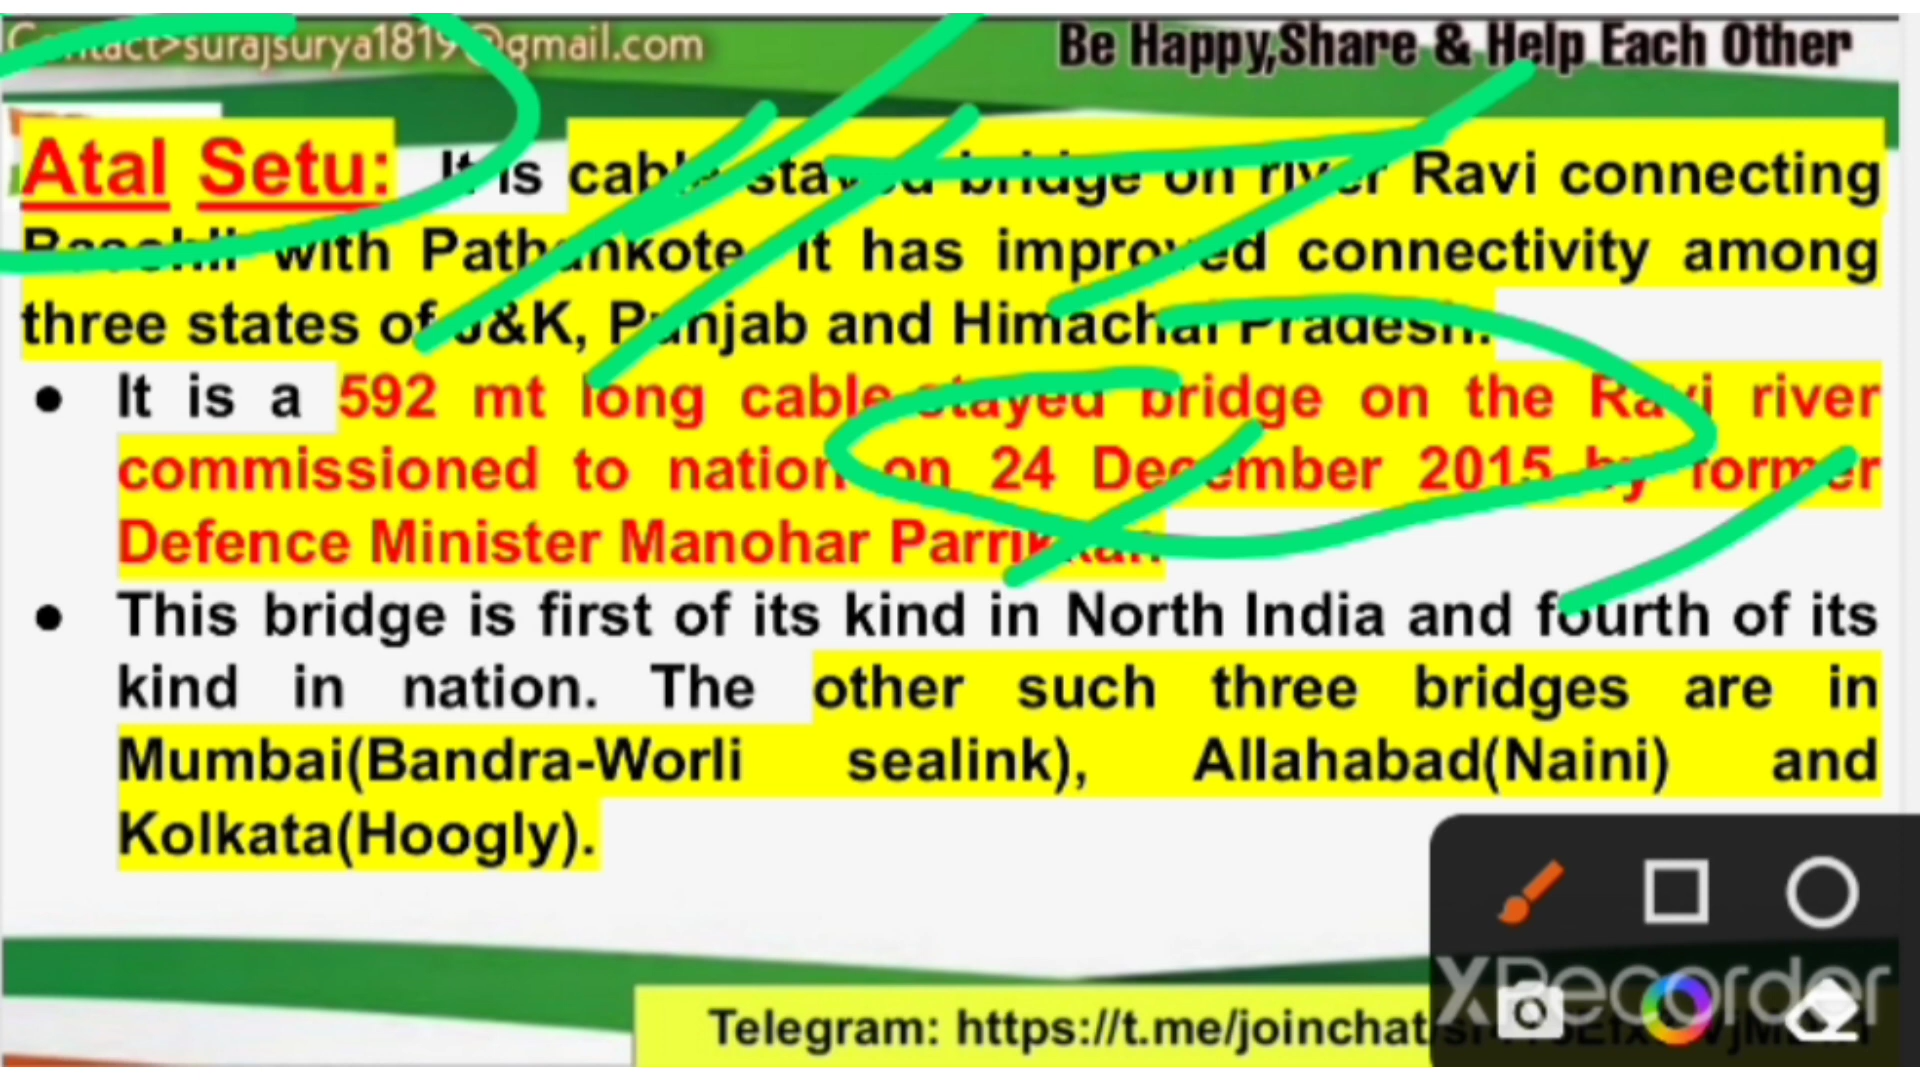 Contact>surajsurya1819@gmail.com
Be Happy,Share & Help Each Other
Atal Setu: It is cable stayed bridge on river Ravi connecting
Basohli with Pathankote. It has improved connectivity among
three states of J&K, Punjab and Himachal Pradesh.
● It is a 592 mt long cable-stayed bridge on the Ravi river
commissioned to nation on 24 December 2015 by former
Defence Minister Manohar Parrikkar.
● This bridge is first of its kind in North India and fourth of its
kind in nation. The other such three bridges are in
Mumbai(Bandra-Worli sealink), Allahabad(Naini) and
Kolkata(Hoogly).
XRecorder
Telegram: https://t.me/joinchat